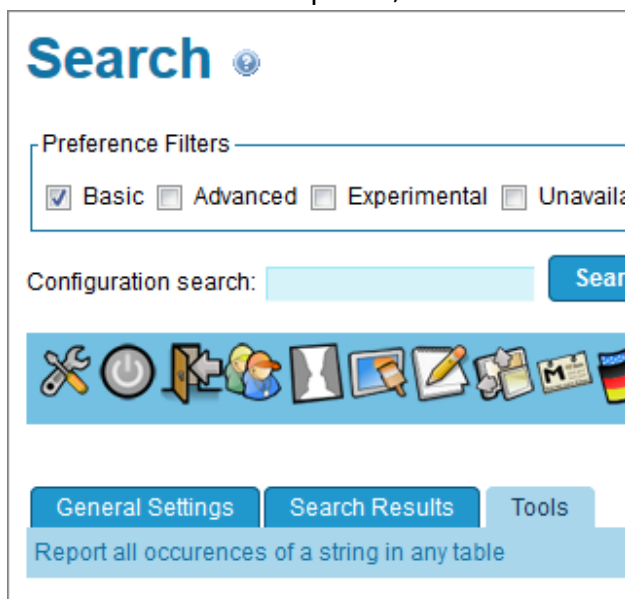 Search
Preference Filters
Basic Advanced Experimental
Configuration search:
General Settings Search Results Tools
Report all occurences of a string in any table